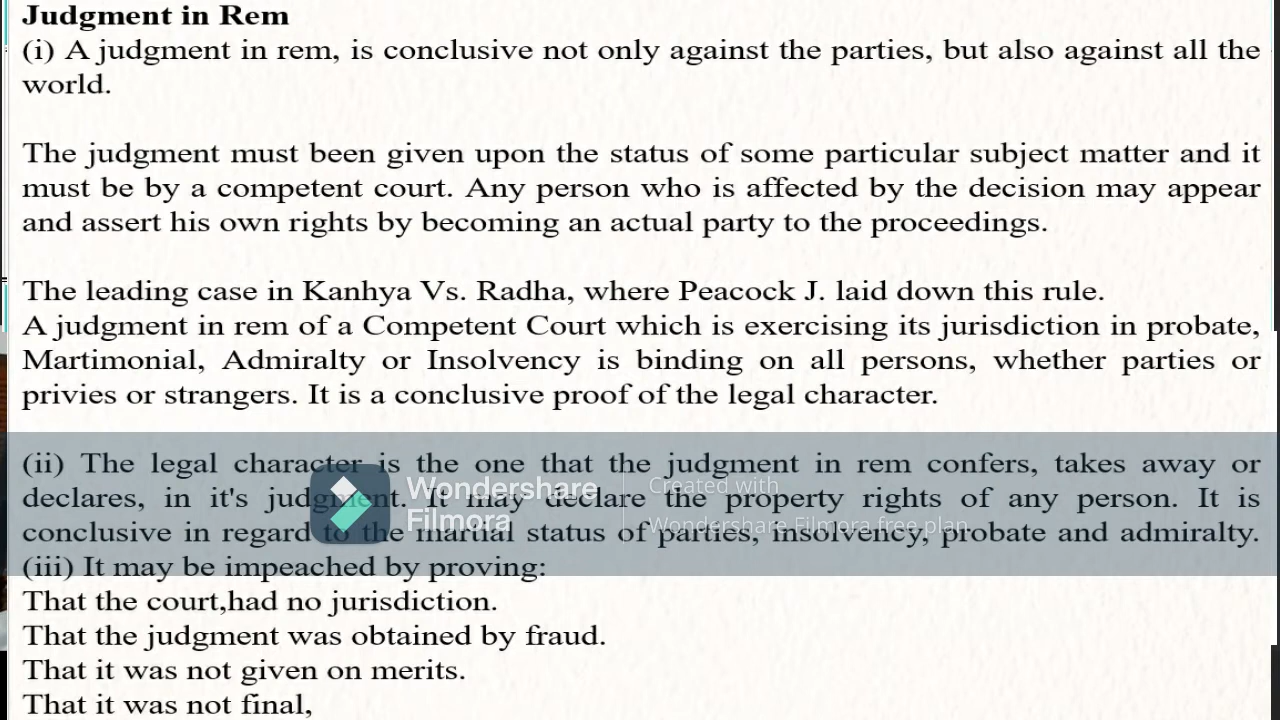 Judgment in Rem
(i) A judgment in rem, is conclusive not only against the parties, but also against all the
world.
The judgment must been given upon the status of some particular subject matter and it
must be by a competent court. Any person who is affected by the decision may appear
and assert his own rights by becoming an actual party to the proceedings.
The leading case in Kanhya Vs. Radha, where Peacock J. laid down this rule.
A judgment in rem of a Competent Court which is exercising its jurisdiction in probate,
Martimonial, Admiralty or Insolvency is binding on all persons, whether parties or
privies or strangers. It is a conclusive proof of the legal character.
(ii) The legal character is the one that the judgment in rem confers, takes away or
declares, in it's judgment. It may declare the property rights of any person. It is
conclusive in regard to the martial status of parties, insolvency, probate and admiralty.
(iii) It may be impeached by proving:
That the court,had no jurisdiction.
That the judgment was obtained by fraud.
That it was not given on merits.
That it was not final,
Wondershare
Filmora
Created with
Wondershare Filmora free plan